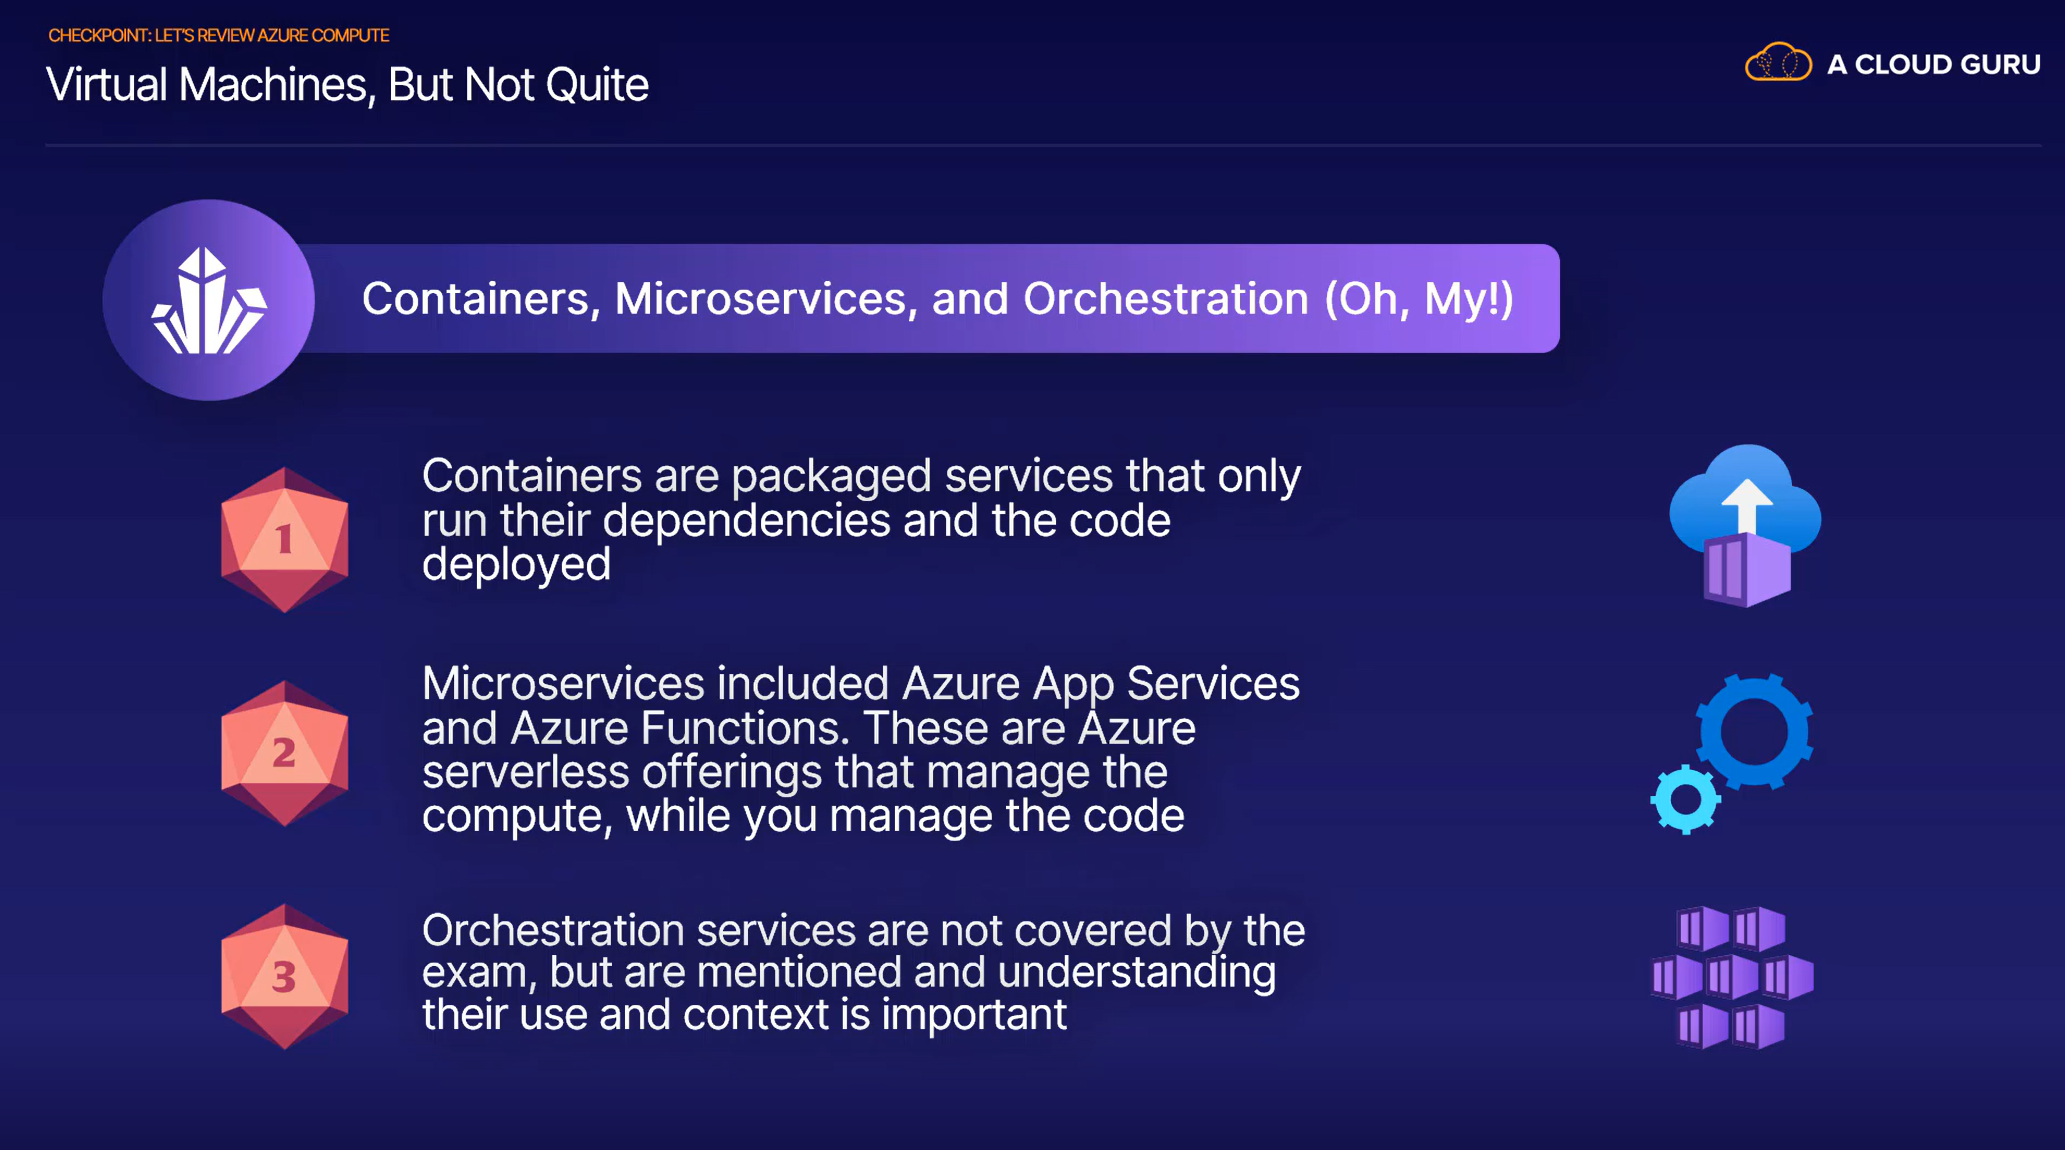 CHECKPOINT: LET'S REVIEW AZURE COMPUTE
Virtual Machines, But Not Quite
A CLOUD GURU
Containers, Microservices, and Orchestration (Oh, My!)
1
Containers are packaged services that only
run their dependencies and the code
deployed
2
Microservices included Azure App Services
and Azure Functions. These are Azure
serverless offerings that manage the
compute, while you manage the code
3
Orchestration services are not covered by the
exam, but are mentioned and understanding
their use and context is important